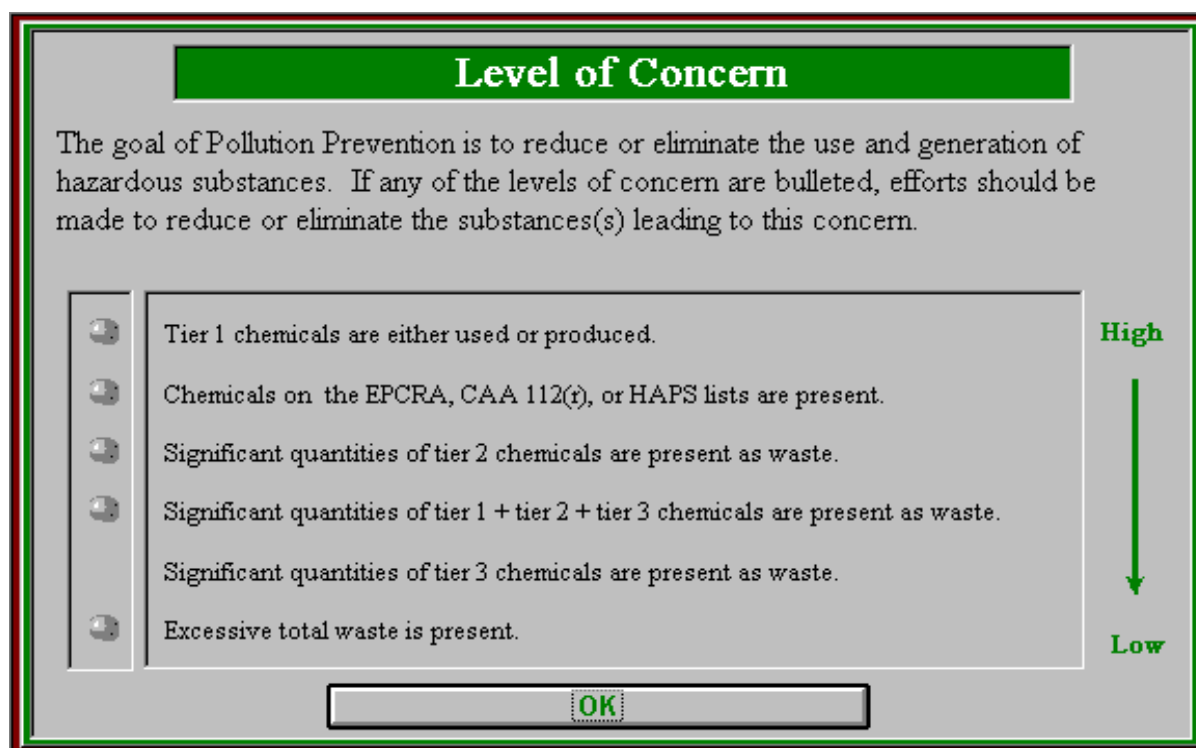 Level of Concern
The goal of Pollution Prevention is to reduce or eliminate the use and generation of
hazardous substances. If any of the levels of concern are bulleted, efforts should be
made to reduce or eliminate the substances(s) leading to this concern.
Tier 1 chemicals are either used or produced.
High
Chemicals on the EPCRA, CAA 112(r), or HAPS lists are present.
Significant quantities of tier 2 chemicals are present as waste.
Significant quantities of tier 1 + tier 2 + tier 3 chemicals are present as waste.
Significant quantities of tier 3 chemicals are present as waste.
Excessive total waste is present.
Low
OK